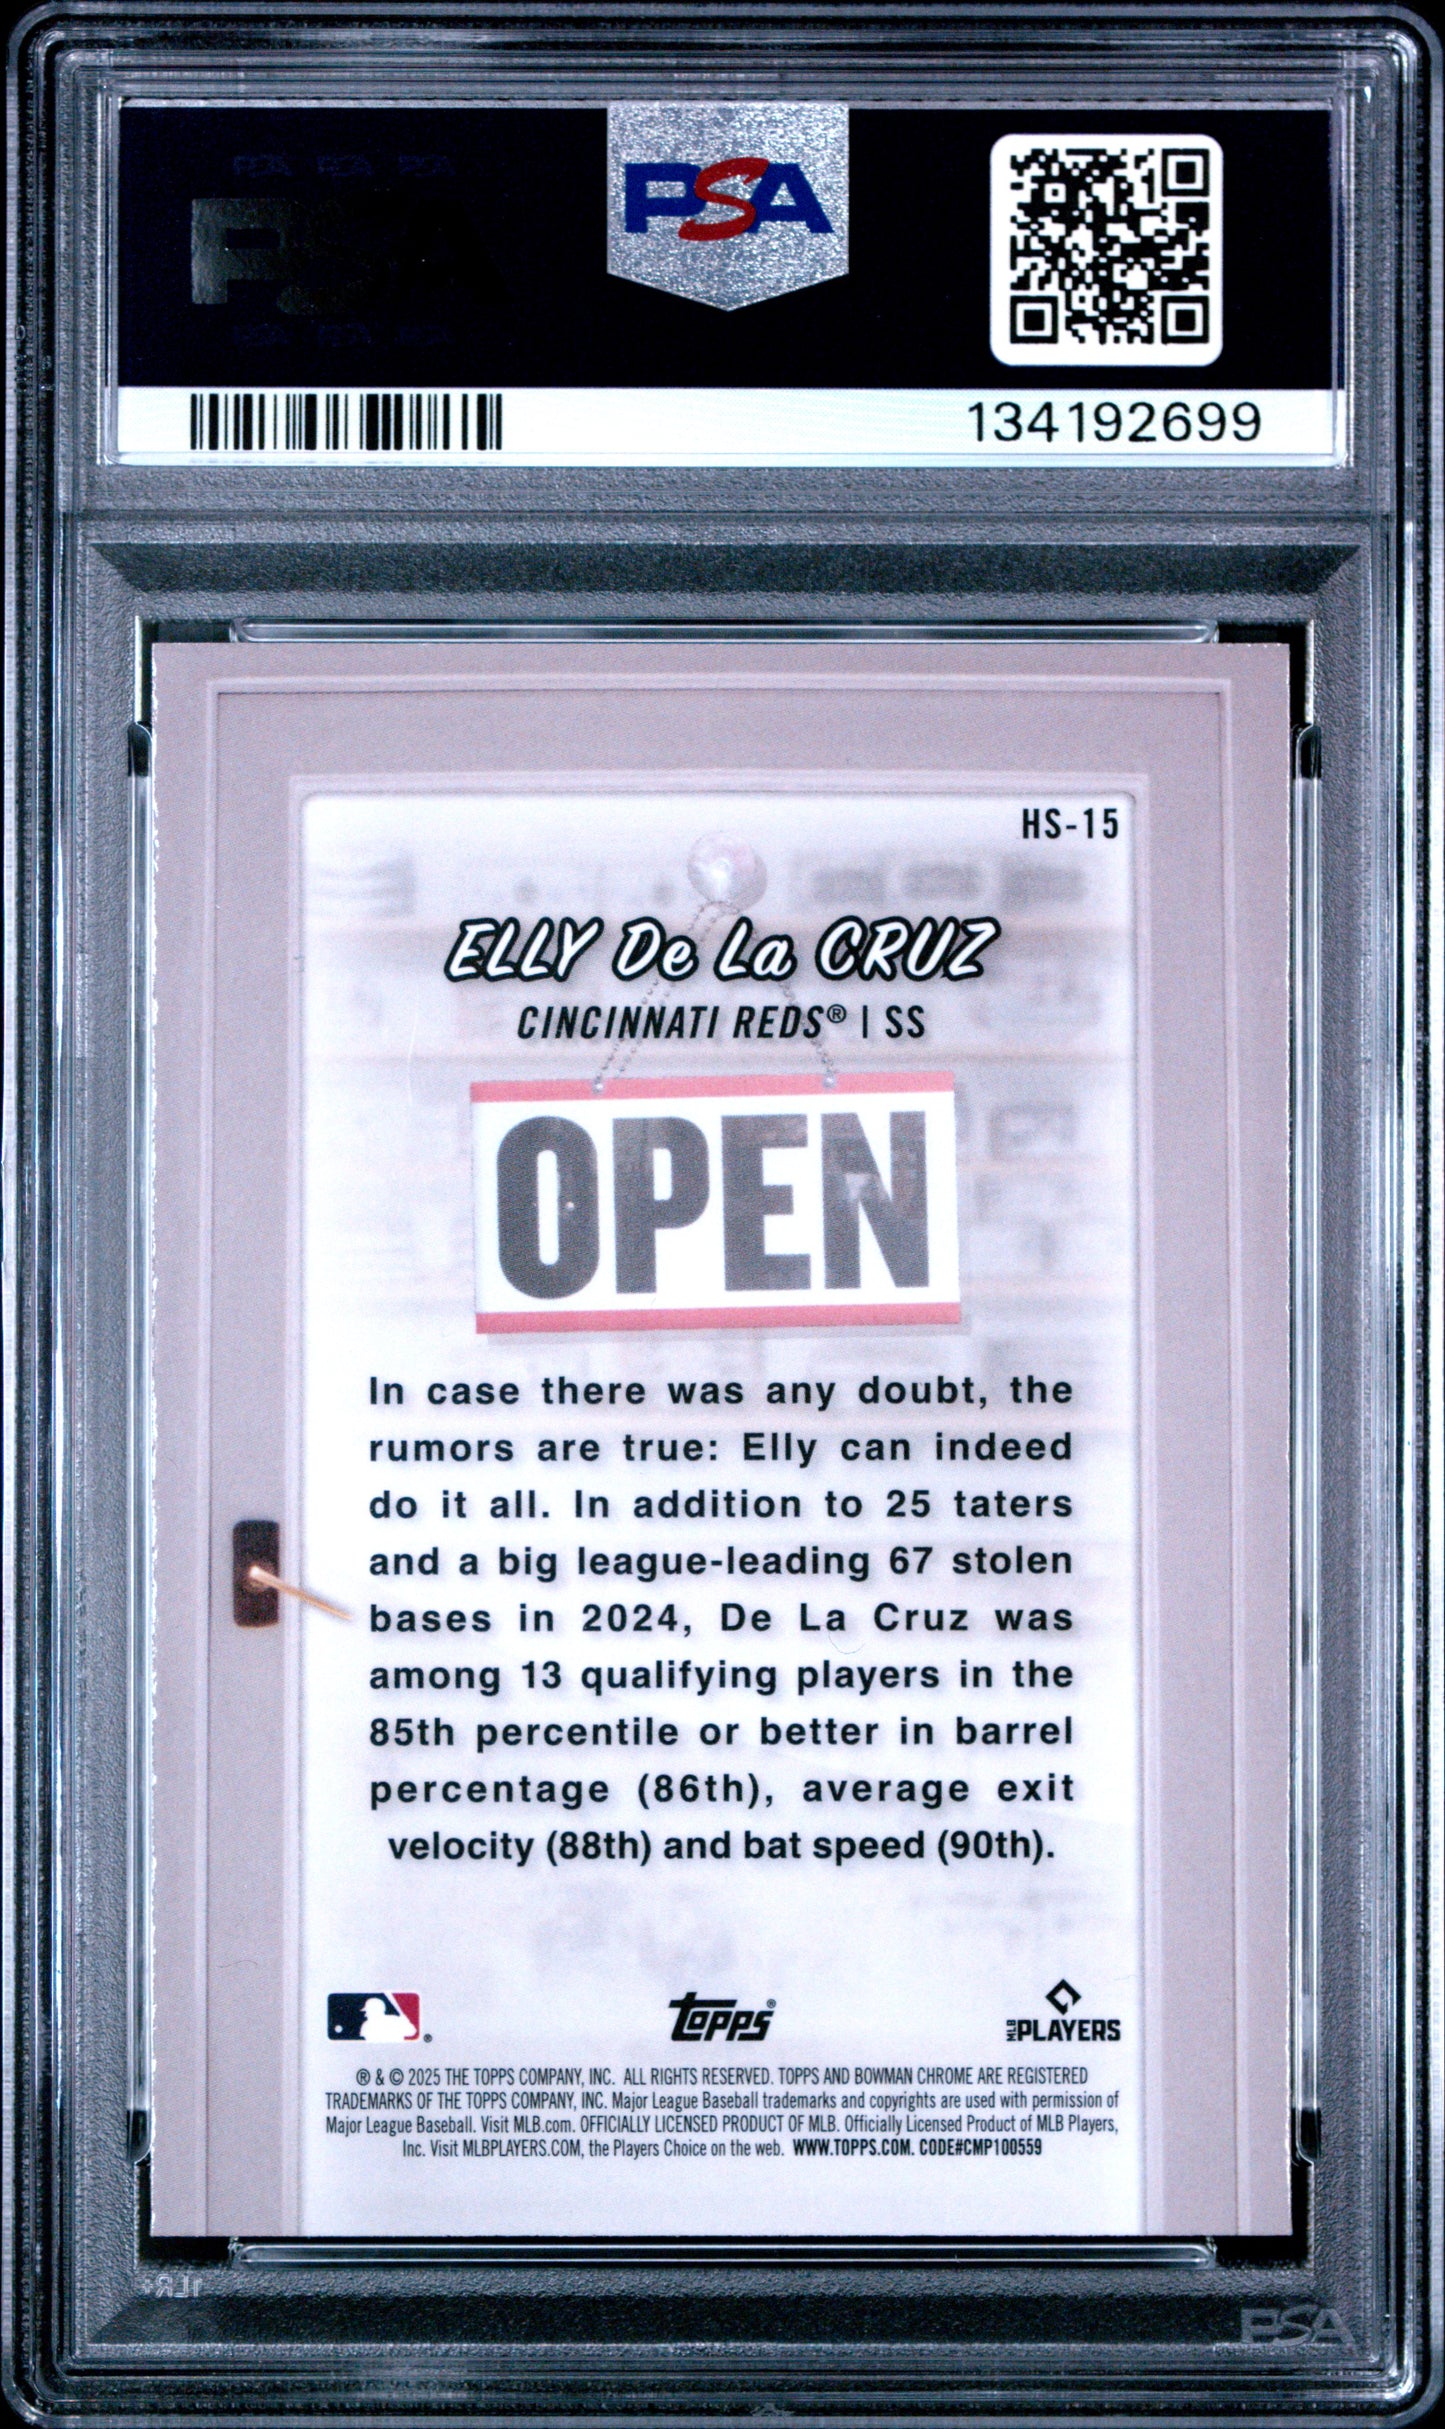 PSA
134192699
HS-15
ELLY De La CRUZ
CINCINNATI REDS® | SS
OPEN
In case there was any doubt, the
rumors are true: Elly can indeed
do it all. In addition to 25 taters
and a big league-leading 67 stolen
bases in 2024, De La Cruz was
among 13 qualifying players in the
85th percentile or better in barrel
percentage (86th), average exit
velocity (88th) and bat speed (90th).
topps®
MLB PLAYERS
® & © 2025 THE TOPPS COMPANY, INC. ALL RIGHTS RESERVED. TOPPS AND BOWMAN CHROME ARE REGISTERED
TRADEMARKS OF THE TOPPS COMPANY, INC. Major League Baseball trademarks and copyrights are used with permission of
Major League Baseball. Visit MLB.com. OFFICIALLY LICENSED PRODUCT OF MLB. Officially Licensed Product of MLB Players,
Inc. Visit MLBPLAYERS.COM, the Players Choice on the web. WWW.TOPPS.COM. CODE#CMP100559
PSA